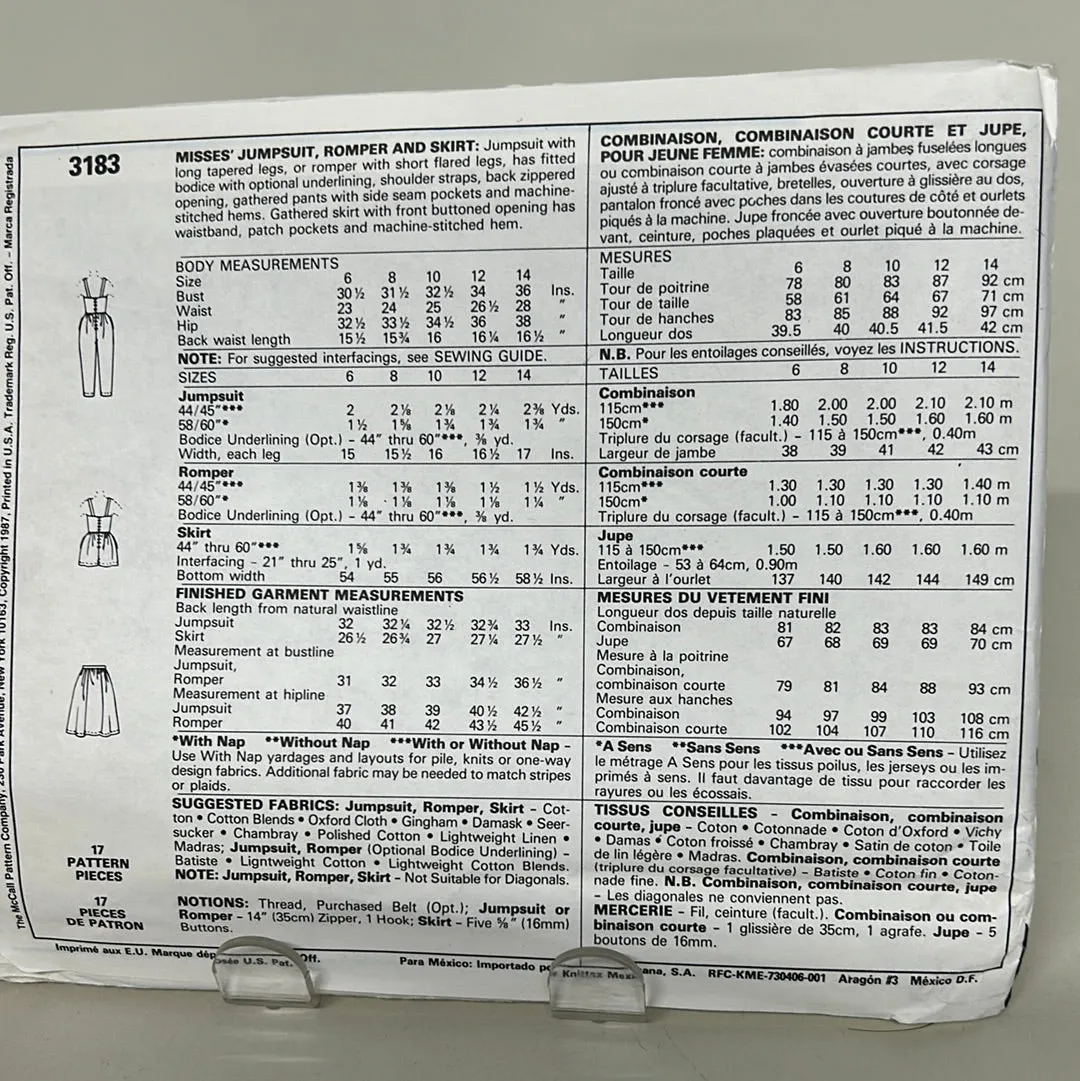 3183
MISSES' JUMPSUIT, ROMPER AND SKIRT: Jumpsuit with
long tapered legs, or romper with short flared legs, has fitted
bodice with optional underlining, shoulder straps, back zippered
opening, gathered pants with side seam pockets and machine-
stitched hems. Gathered skirt with front buttoned opening has
waistband, patch pockets and machine-stitched hem.
BODY MEASUREMENTS
Size 6 8 10 12 14
Bust 30½ 31½ 32½ 34 36 Ins.
Waist 23 24 25 26½ 28 "
Hip 32½ 33½ 34½ 36 38 "
Back waist length 15½ 15¾ 16 16¼ 16½ "
NOTE: For suggested interfacings, see SEWING GUIDE.
SIZES 6 8 10 12 14
Jumpsuit
44/45"*** 2 2⅛ 2⅛ 2¼ 2⅜ Yds.
58/60"* 1½ 1⅝ 1¾ 1¾ 1¾ "
Bodice Underlining (Opt.) – 44" thru 60"***, ⅜ yd.
Width, each leg 15 15½ 16 16½ 17 Ins.
Romper
44/45"*** 1⅜ 1⅜ 1⅜ 1½ 1½ Yds.
58/60"* 1⅛ 1⅛ 1⅛ 1⅛ 1¼ "
Bodice Underlining (Opt.) – 44" thru 60"***, ⅜ yd.
Skirt
44" thru 60"*** 1⅝ 1¾ 1¾ 1¾ 1¾ Yds.
Interfacing – 21" thru 25", 1 yd.
Bottom width 54 55 56 56½ 58½ Ins.
FINISHED GARMENT MEASUREMENTS
Back length from natural waistline
Jumpsuit 32 32¼ 32½ 32¾ 33 Ins.
Skirt 26½ 26¾ 27 27¼ 27½ "
Measurement at bustline
Jumpsuit,
Romper 31 32 33 34½ 36½ "
Measurement at hipline
Jumpsuit 37 38 39 40½ 42½ "
Romper 40 41 42 43½ 45½ "
*With Nap **Without Nap ***With or Without Nap –
Use With Nap yardages and layouts for pile, knits or one-way
design fabrics. Additional fabric may be needed to match stripes
or plaids.
SUGGESTED FABRICS: Jumpsuit, Romper, Skirt – Cot-
ton • Cotton Blends • Oxford Cloth • Gingham • Damask • Seer-
sucker • Chambray • Polished Cotton • Lightweight Linen •
Madras; Jumpsuit, Romper (Optional Bodice Underlining) –
Batiste • Ligntweight Cotton • Lightweight Cotton Blends.
NOTE: Jumpsuit, Romper, Skirt – Not Suitable for Diagonals.
NOTIONS: Thread, Purchased Belt (Opt.); Jumpsuit or
Romper – 14" (35cm) Zipper, 1 Hook; Skirt – Five ⅝" (16mm)
Buttons.
COMBINAISON, COMBINAISON COURTE ET JUPE,
POUR JEUNE FEMME: combinaison à jambes fuselées longues
ou combinaison courte à jambes évasées courtes, avec corsage
ajusté à triplure facultative, bretelles, ouverture à glissière au dos,
pantalon froncé avec poches dans les coutures de côté et ourlets
piqués à la machine. Jupe froncée avec ouverture boutonnée de-
vant, ceinture, poches plaquées et ourlet piqué à la machine.
MESURES
Taille 6 8 10 12 14
Tour de poitrine 78 80 83 87 92 cm
Tour de taille 58 61 64 67 71 cm
Tour de hanches 83 85 88 92 97 cm
Longueur dos 39.5 40 40.5 41.5 42 cm
N.B. Pour les entoilages conseillés, voyez les INSTRUCTIONS.
TAILLES 6 8 10 12 14
Combinaison
115cm*** 1.80 2.00 2.00 2.10 2.10 m
150cm* 1.40 1.50 1.50 1.60 1.60 m
Triplure du corsage (facult.) – 115 à 150cm***, 0.40m
Largeur de jambe 38 39 41 42 43 cm
Combinaison courte
115cm*** 1.30 1.30 1.30 1.30 1.40 m
150cm* 1.00 1.10 1.10 1.10 1.10 m
Triplure du corsage (facult.) – 115 à 150cm***, 0.40m
Jupe
115 à 150cm*** 1.50 1.50 1.60 1.60 1.60 m
Entoilage – 53 à 64cm, 0.90m
Largeur à l'ourlet 137 140 142 144 149 cm
MESURES DU VETEMENT FINI
Longueur dos depuis taille naturelle
Combinaison 81 82 83 83 84 cm
Jupe 67 68 69 69 70 cm
Mesure à la poitrine
Combinaison,
combinaison courte 79 81 84 88 93 cm
Mesure aux hanches
Combinaison 94 97 99 103 108 cm
Combinaison courte 102 104 107 110 116 cm
*A Sens **Sans Sens ***Avec ou Sans Sens – Utilisez
le métrage A Sens pour les tissus poilus, les jerseys ou les im-
primés à sens. Il faut davantage de tissu pour raccorder les
rayures ou les écossais.
TISSUS CONSEILLES – Combinaison, combinaison
courte, jupe – Coton • Cotonnade • Coton d'Oxford • Vichy
• Damas • Coton froissé • Chambray • Satin de coton • Toile
de lin légère • Madras. Combinaison, combinaison courte
(triplure du corsage facultative) – Batiste • Coton fin • Coton-
nade fine. N.B. Combinaison, combinaison courte, jupe
– Les diagonales ne conviennent pas.
MERCERIE – Fil, ceinture (facult.). Combinaison ou com-
binaison courte – 1 glissière de 35cm, 1 agrafe. Jupe – 5
boutons de 16mm.
17
PATTERN
PIECES
17
PIECES
DE PATRON
The McCall Pattern Company, 230 Park Avenue, New York 10163, Copyright 1987, Printed in U.S.A. Trademark Reg. U.S. Pat. Off. – Marca Registrada
Imprimé aux E.U. Marque déposée U.S. Pat. Off.
Para México: Importado Knittax Mexicana, S.A. RFC-KME-730406-001 Aragón #3 México D.F.